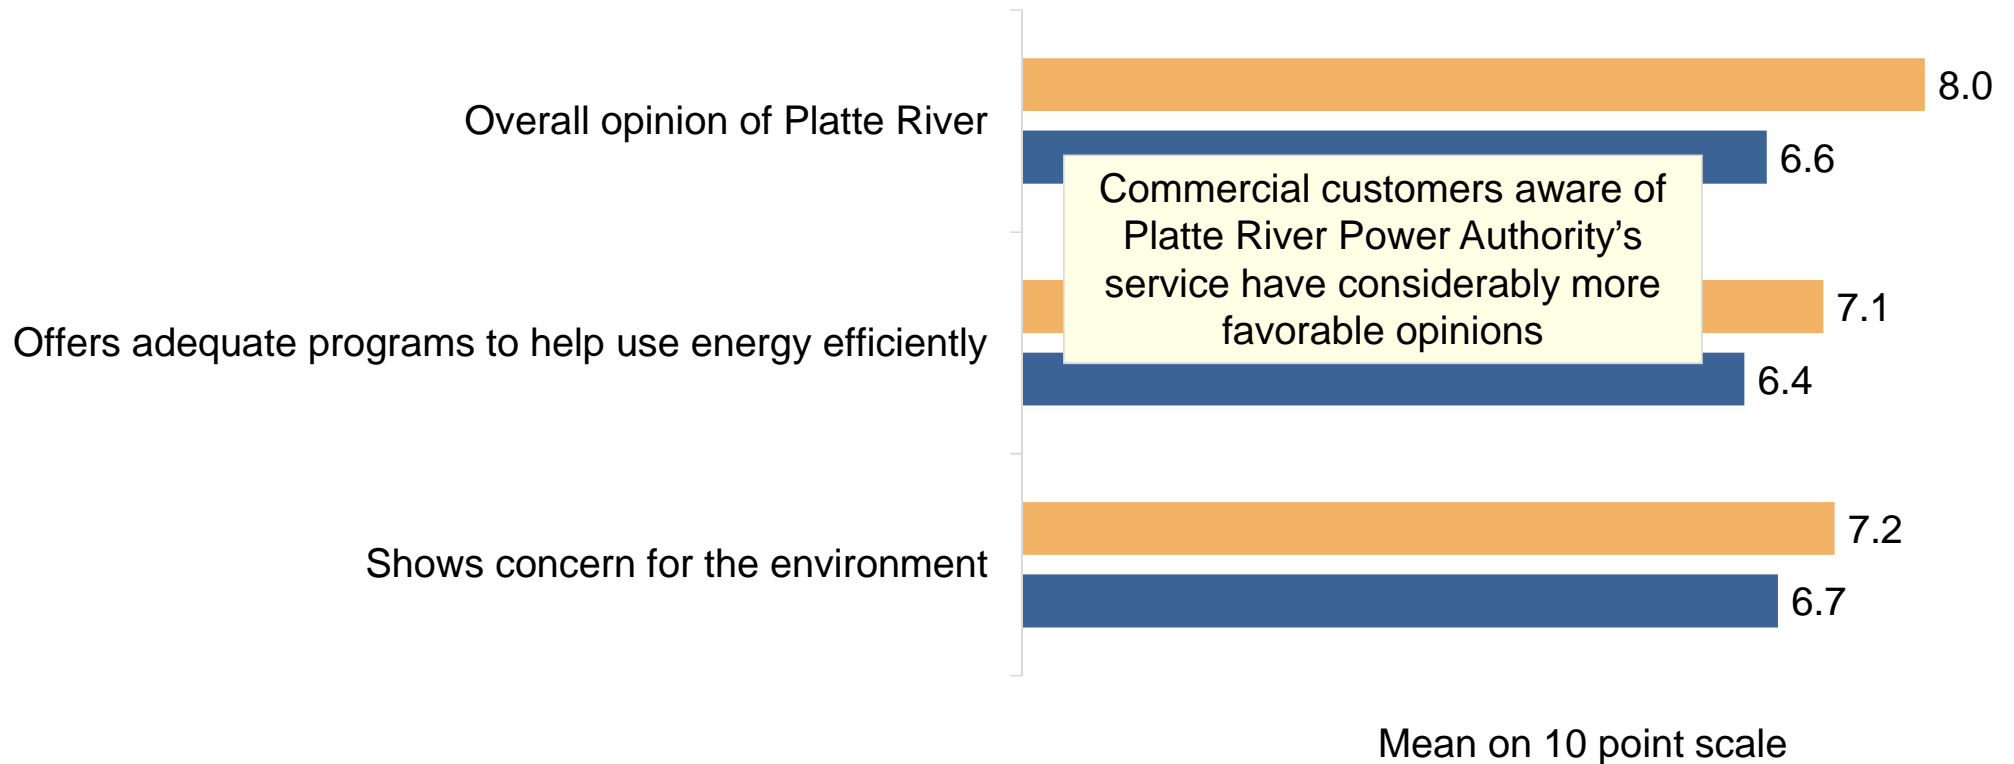 8.0
Overall opinion of Platte River
6.6
Commercial customers aware of
Platte River Power Authority’s
service have considerably more
favorable opinions
7.1
Offers adequate programs to help use energy efficiently
6.4
7.2
Shows concern for the environment
6.7
Mean on 10 point scale